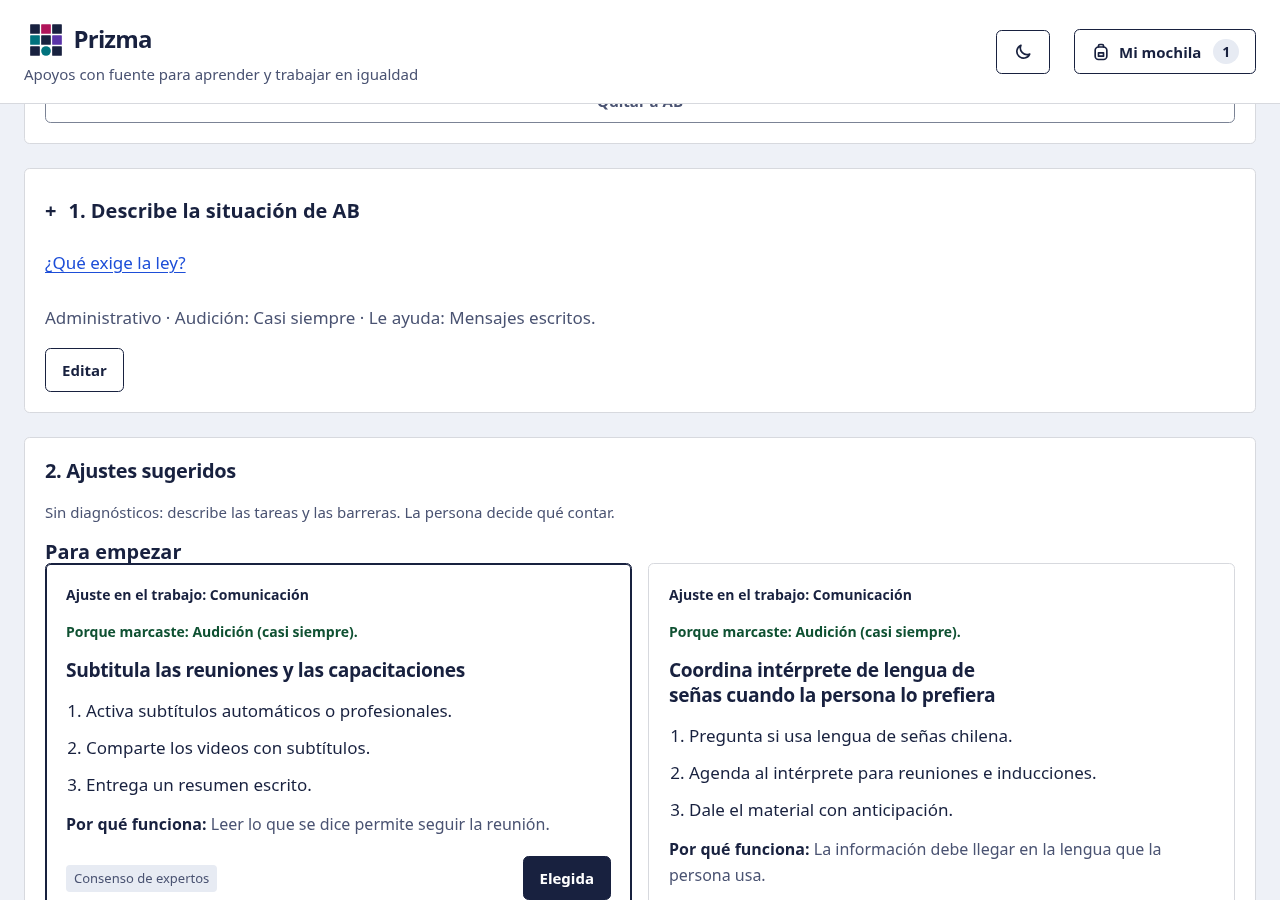 Prizma
Apoyos con fuente para aprender y trabajar en igualdad
Mi mochila 1
Quitar a AB
+ 1. Describe la situación de AB
¿Qué exige la ley?
Administrativo · Audición: Casi siempre · Le ayuda: Mensajes escritos.
Editar
2. Ajustes sugeridos
Sin diagnósticos: describe las tareas y las barreras. La persona decide qué contar.
Para empezar
Ajuste en el trabajo: Comunicación
Porque marcaste: Audición (casi siempre).
Subtitula las reuniones y las capacitaciones
1. Activa subtítulos automáticos o profesionales.
2. Comparte los videos con subtítulos.
3. Entrega un resumen escrito.
Por qué funciona: Leer lo que se dice permite seguir la reunión.
Consenso de expertos
Elegida
Ajuste en el trabajo: Comunicación
Porque marcaste: Audición (casi siempre).
Coordina intérprete de lengua de
señas cuando la persona lo prefiera
1. Pregunta si usa lengua de señas chilena.
2. Agenda al intérprete para reuniones e inducciones.
3. Dale el material con anticipación.
Por qué funciona: La información debe llegar en la lengua que la
persona usa.